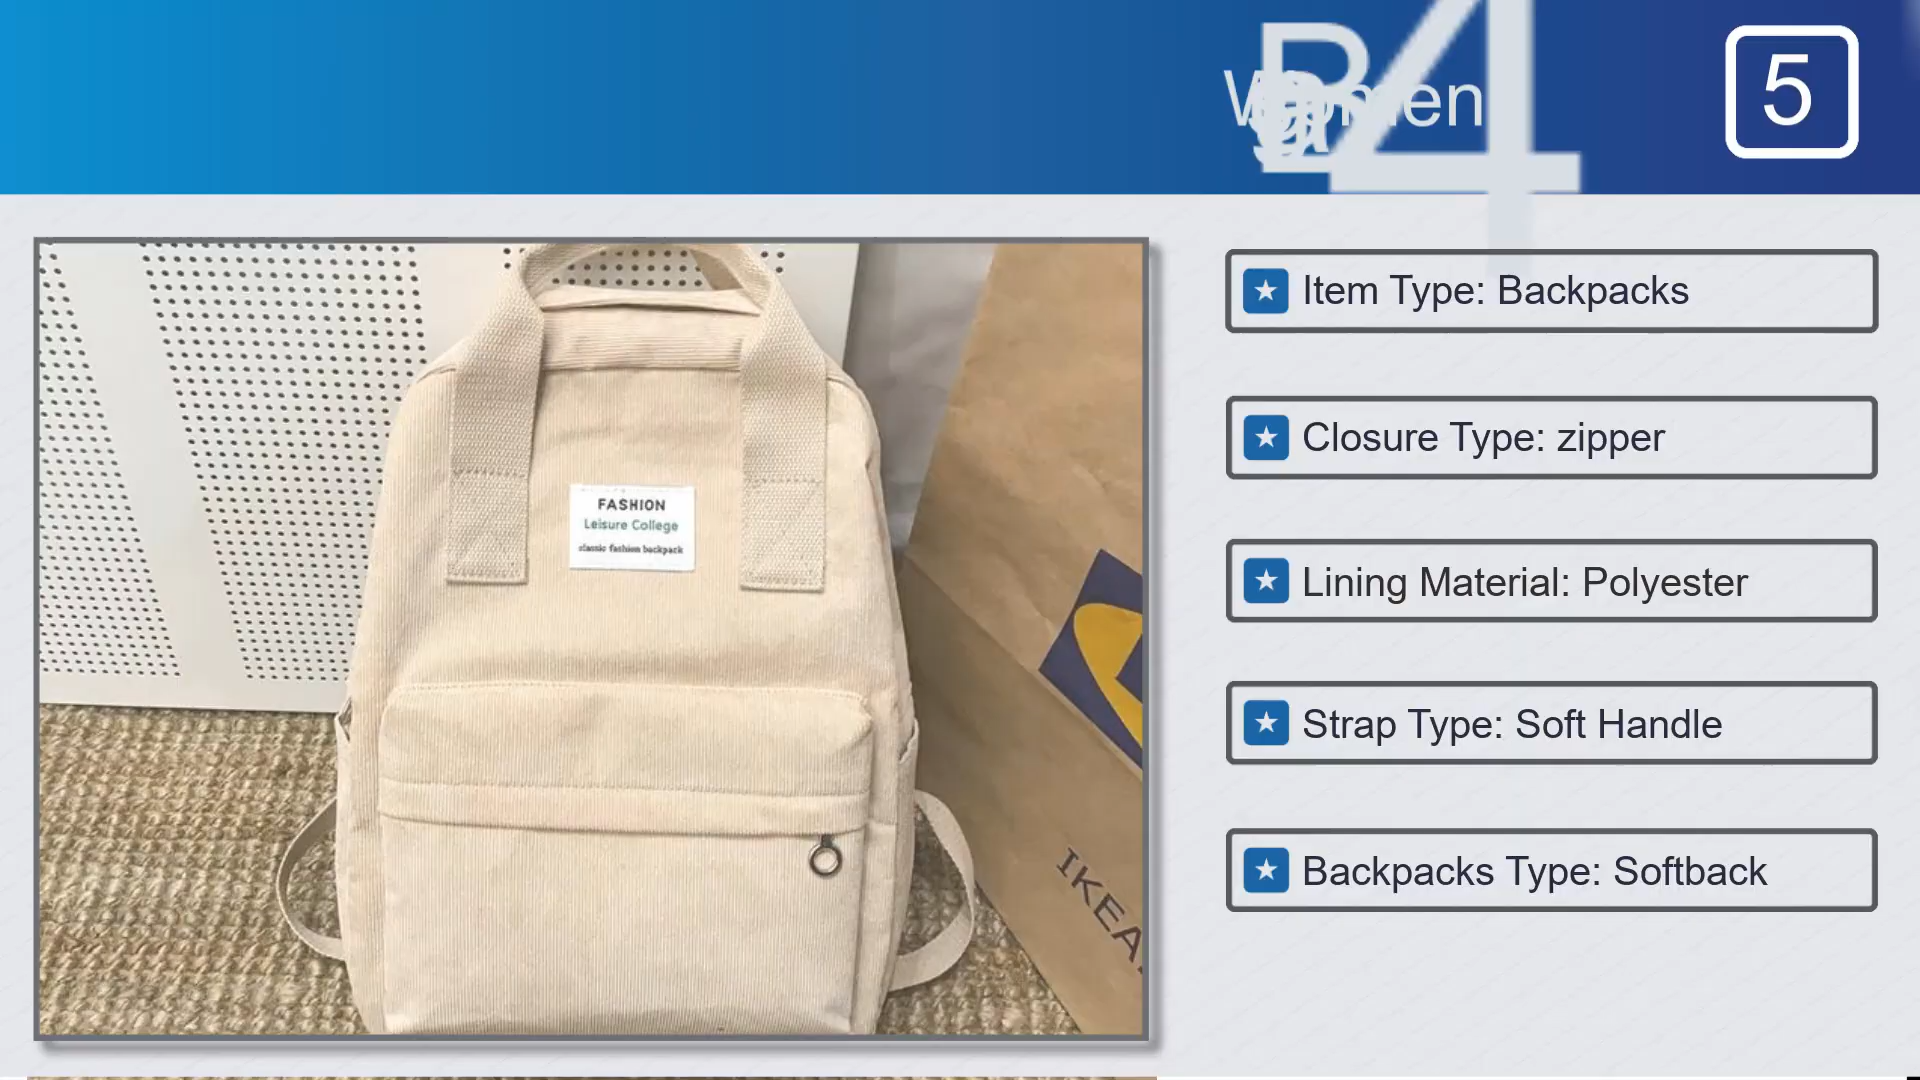 5
Item Type: Backpacks
Closure Type: zipper
Lining Material: Polyester
Strap Type: Soft Handle
Backpacks Type: Softback
FASHION
Leisure College
classic fashion backpack
IKEA